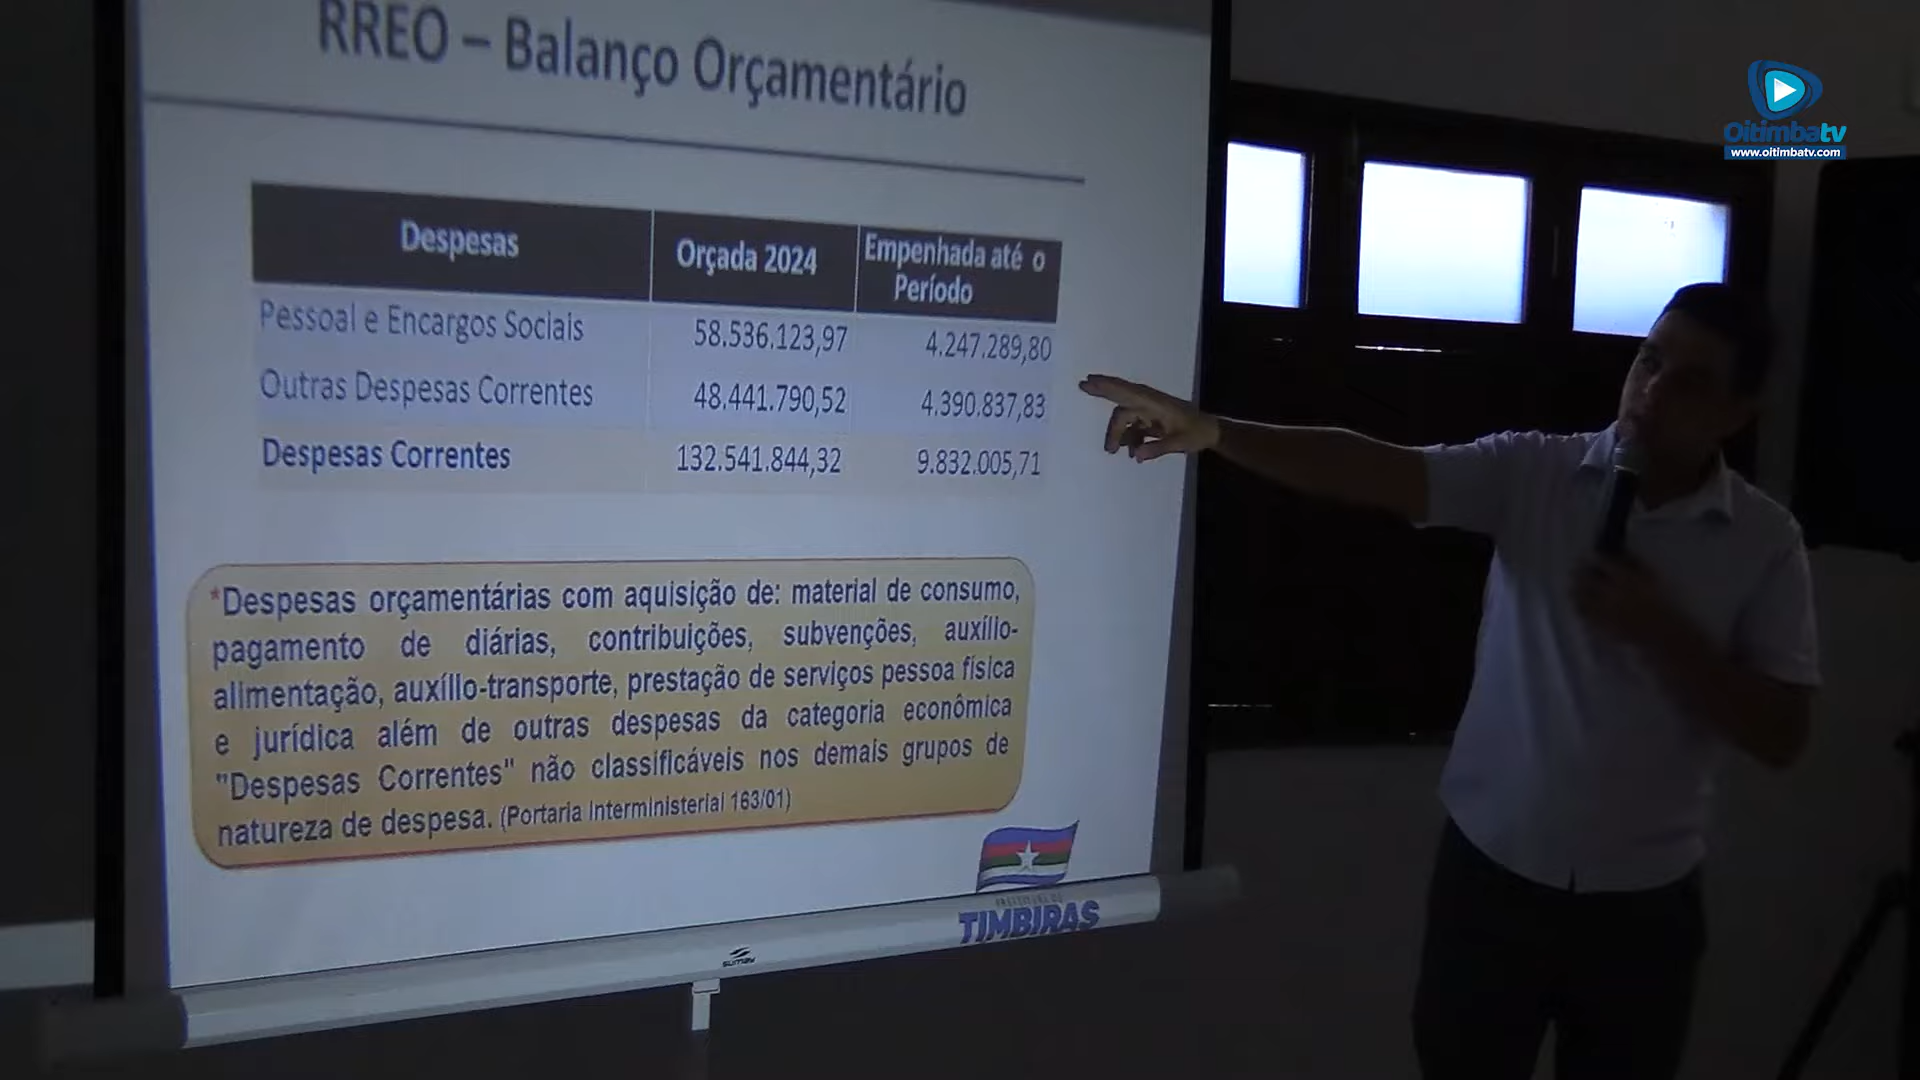 RREO – Balanço Orçamentário
Oitimbatv
www.oitimbatv.com
Despesas
Orçada 2024
Empenhada até o
Período
Pessoal e Encargos Sociais
58.536.123,97
4.247.289,80
Outras Despesas Correntes
48.441.790,52
4.390.837,83
Despesas Correntes
132.541.844,32
9.832.005,71
*Despesas orçamentárias com aquisição de: material de consumo,
pagamento de diárias, contribuições, subvenções, auxílio-
alimentação, auxíllo-transporte, prestação de serviços pessoa física
e jurídica além de outras despesas da categoria econômica
"Despesas Correntes" não classificáveis nos demais grupos de
natureza de despesa. (Portaria Interministerial 163/01)
PREFEITURA DE
TIMBIRAS
sumay